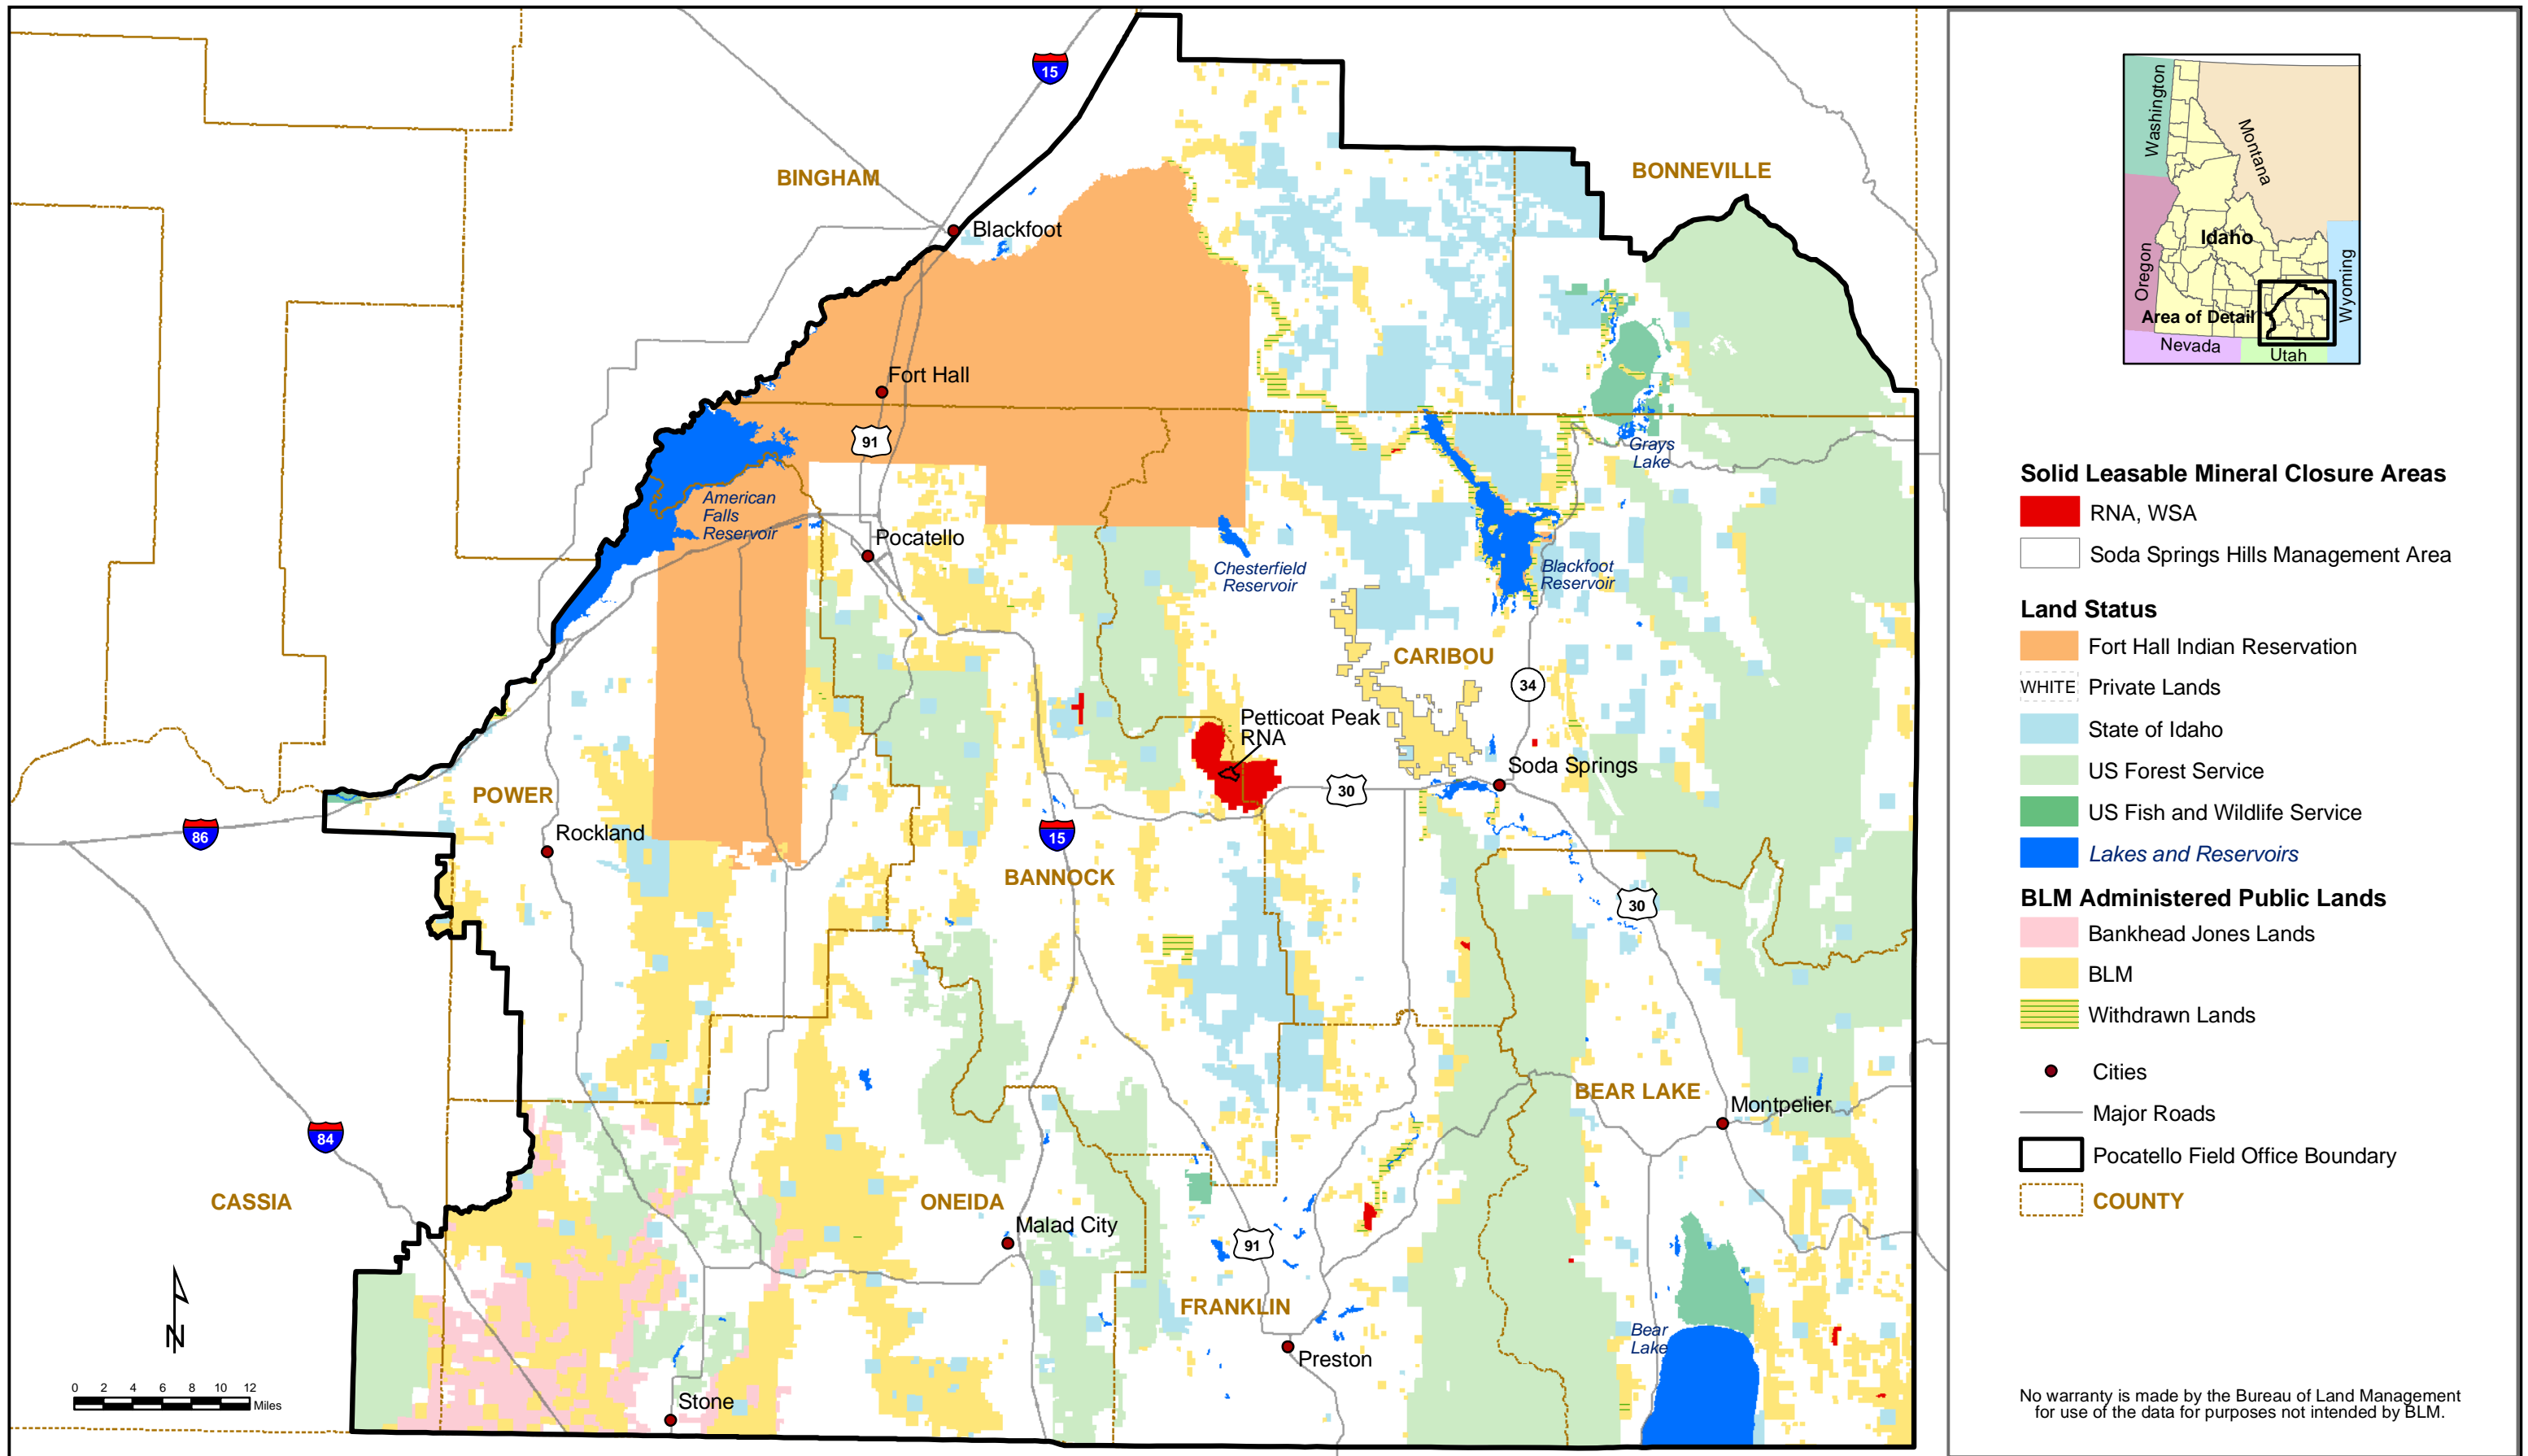 15
BINGHAM
BONNEVILLE
Blackfoot
Fort Hall
91
Grays
Lake
American
Falls
Reservoir
Pocatello
Chesterfield
Reservoir
Blackfoot
Reservoir
CARIBOU
34
Petticoat Peak
RNA
Soda Springs
30
POWER
Rockland
86
15
BANNOCK
30
BEAR LAKE
Montpelier
84
CASSIA
ONEIDA
Malad City
91
FRANKLIN
Bear
Lake
Preston
Stone
N
0 2 4 6 8 10 12
Miles
Washington
Montana
Oregon
Idaho
Wyoming
Area of Detail
Nevada
Utah
Solid Leasable Mineral Closure Areas
RNA, WSA
Soda Springs Hills Management Area
Land Status
Fort Hall Indian Reservation
WHITE Private Lands
State of Idaho
US Forest Service
US Fish and Wildlife Service
Lakes and Reservoirs
BLM Administered Public Lands
Bankhead Jones Lands
BLM
Withdrawn Lands
Cities
Major Roads
Pocatello Field Office Boundary
COUNTY
No warranty is made by the Bureau of Land Management
for use of the data for purposes not intended by BLM.